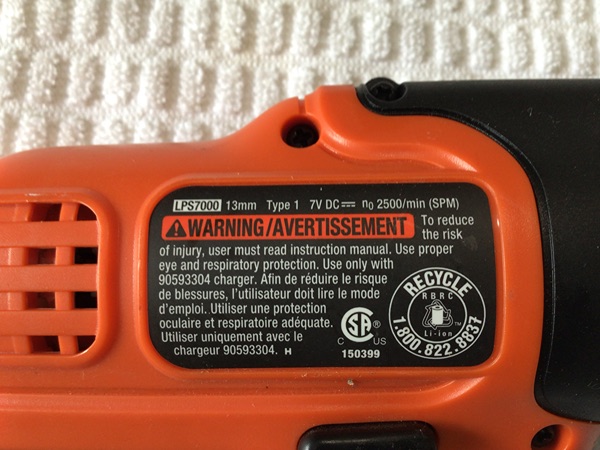 LPS7000 13mm Type 1 7V DC⎓ n0 2500/min (SPM)
⚠WARNING/AVERTISSEMENT To reduce
the risk
of injury, user must read instruction manual. Use proper
eye and respiratory protection. Use only with
90593304 charger. Afin de réduire le risque
de blessures, l'utilisateur doit lire le mode
d'emploi. Utiliser une protection
oculaire et respiratoire adéquate.
Utiliser uniquement avec le
chargeur 90593304. H
SA ®
C US
150399
RECYCLE
RBRC
Li-ion ™
1.800.822.8837